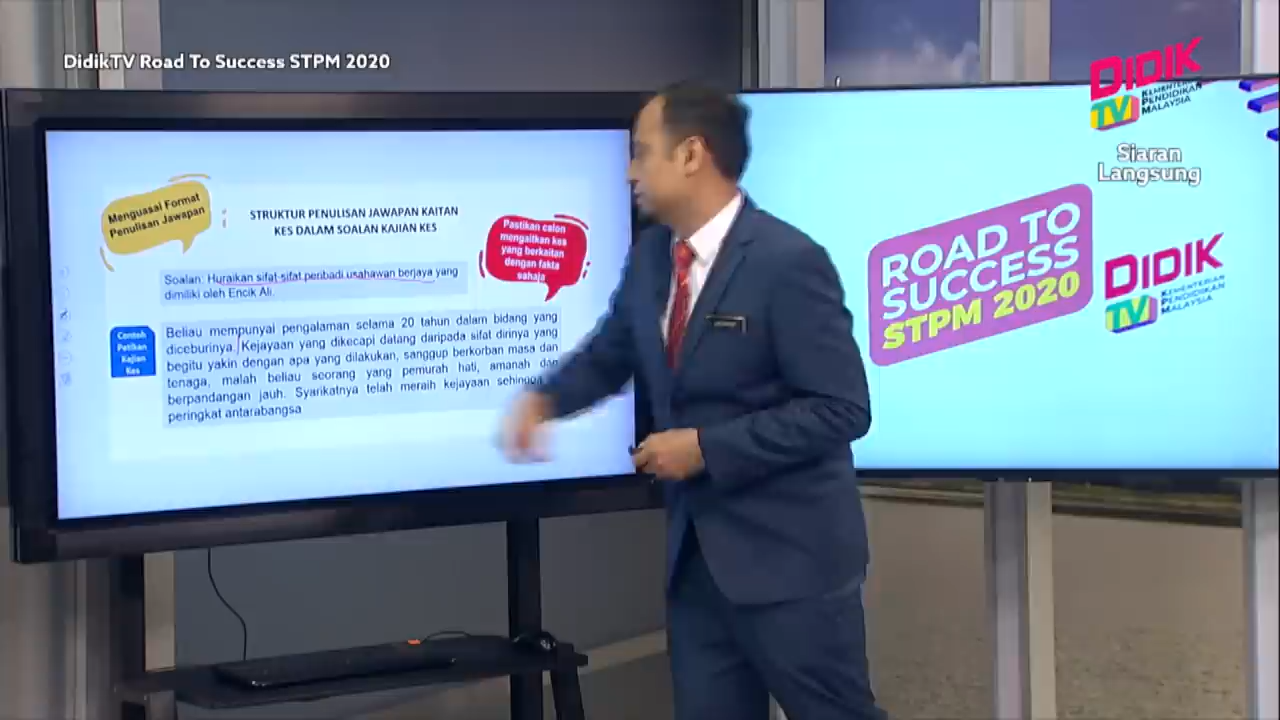 DidikTV Road To Success STPM 2020
DIDIK
TV KEMENTERIAN
PENDIDIKAN
MALAYSIA
Siaran
Langsung
Menguasai Format
Penulisan Jawapan
STRUKTUR PENULISAN JAWAPAN KAITAN
KES DALAM SOALAN KAJIAN KES
Pastikan calon
mengaitkan kes
yang berkaitan
dengan fakta
sahaja
Soalan: Huraikan sifat-sifat peribadi usahawan berjaya yang
dimiliki oleh Encik Ali.
Contoh
Petikan
Kajian
Kes
Beliau mempunyai pengalaman selama 20 tahun dalam bidang yang
diceburinya. Kejayaan yang dikecapi datang daripada sifat dirinya yang
begitu yakin dengan apa yang dilakukan, sanggup berkorban masa dan
tenaga, malah beliau seorang yang pemurah hati, amanah dan
berpandangan jauh. Syarikatnya telah meraih kejayaan sehingga
peringkat antarabangsa
ROAD TO
SUCCESS
STPM 2020
DIDIK
TV KEMENTERIAN
PENDIDIKAN
MALAYSIA